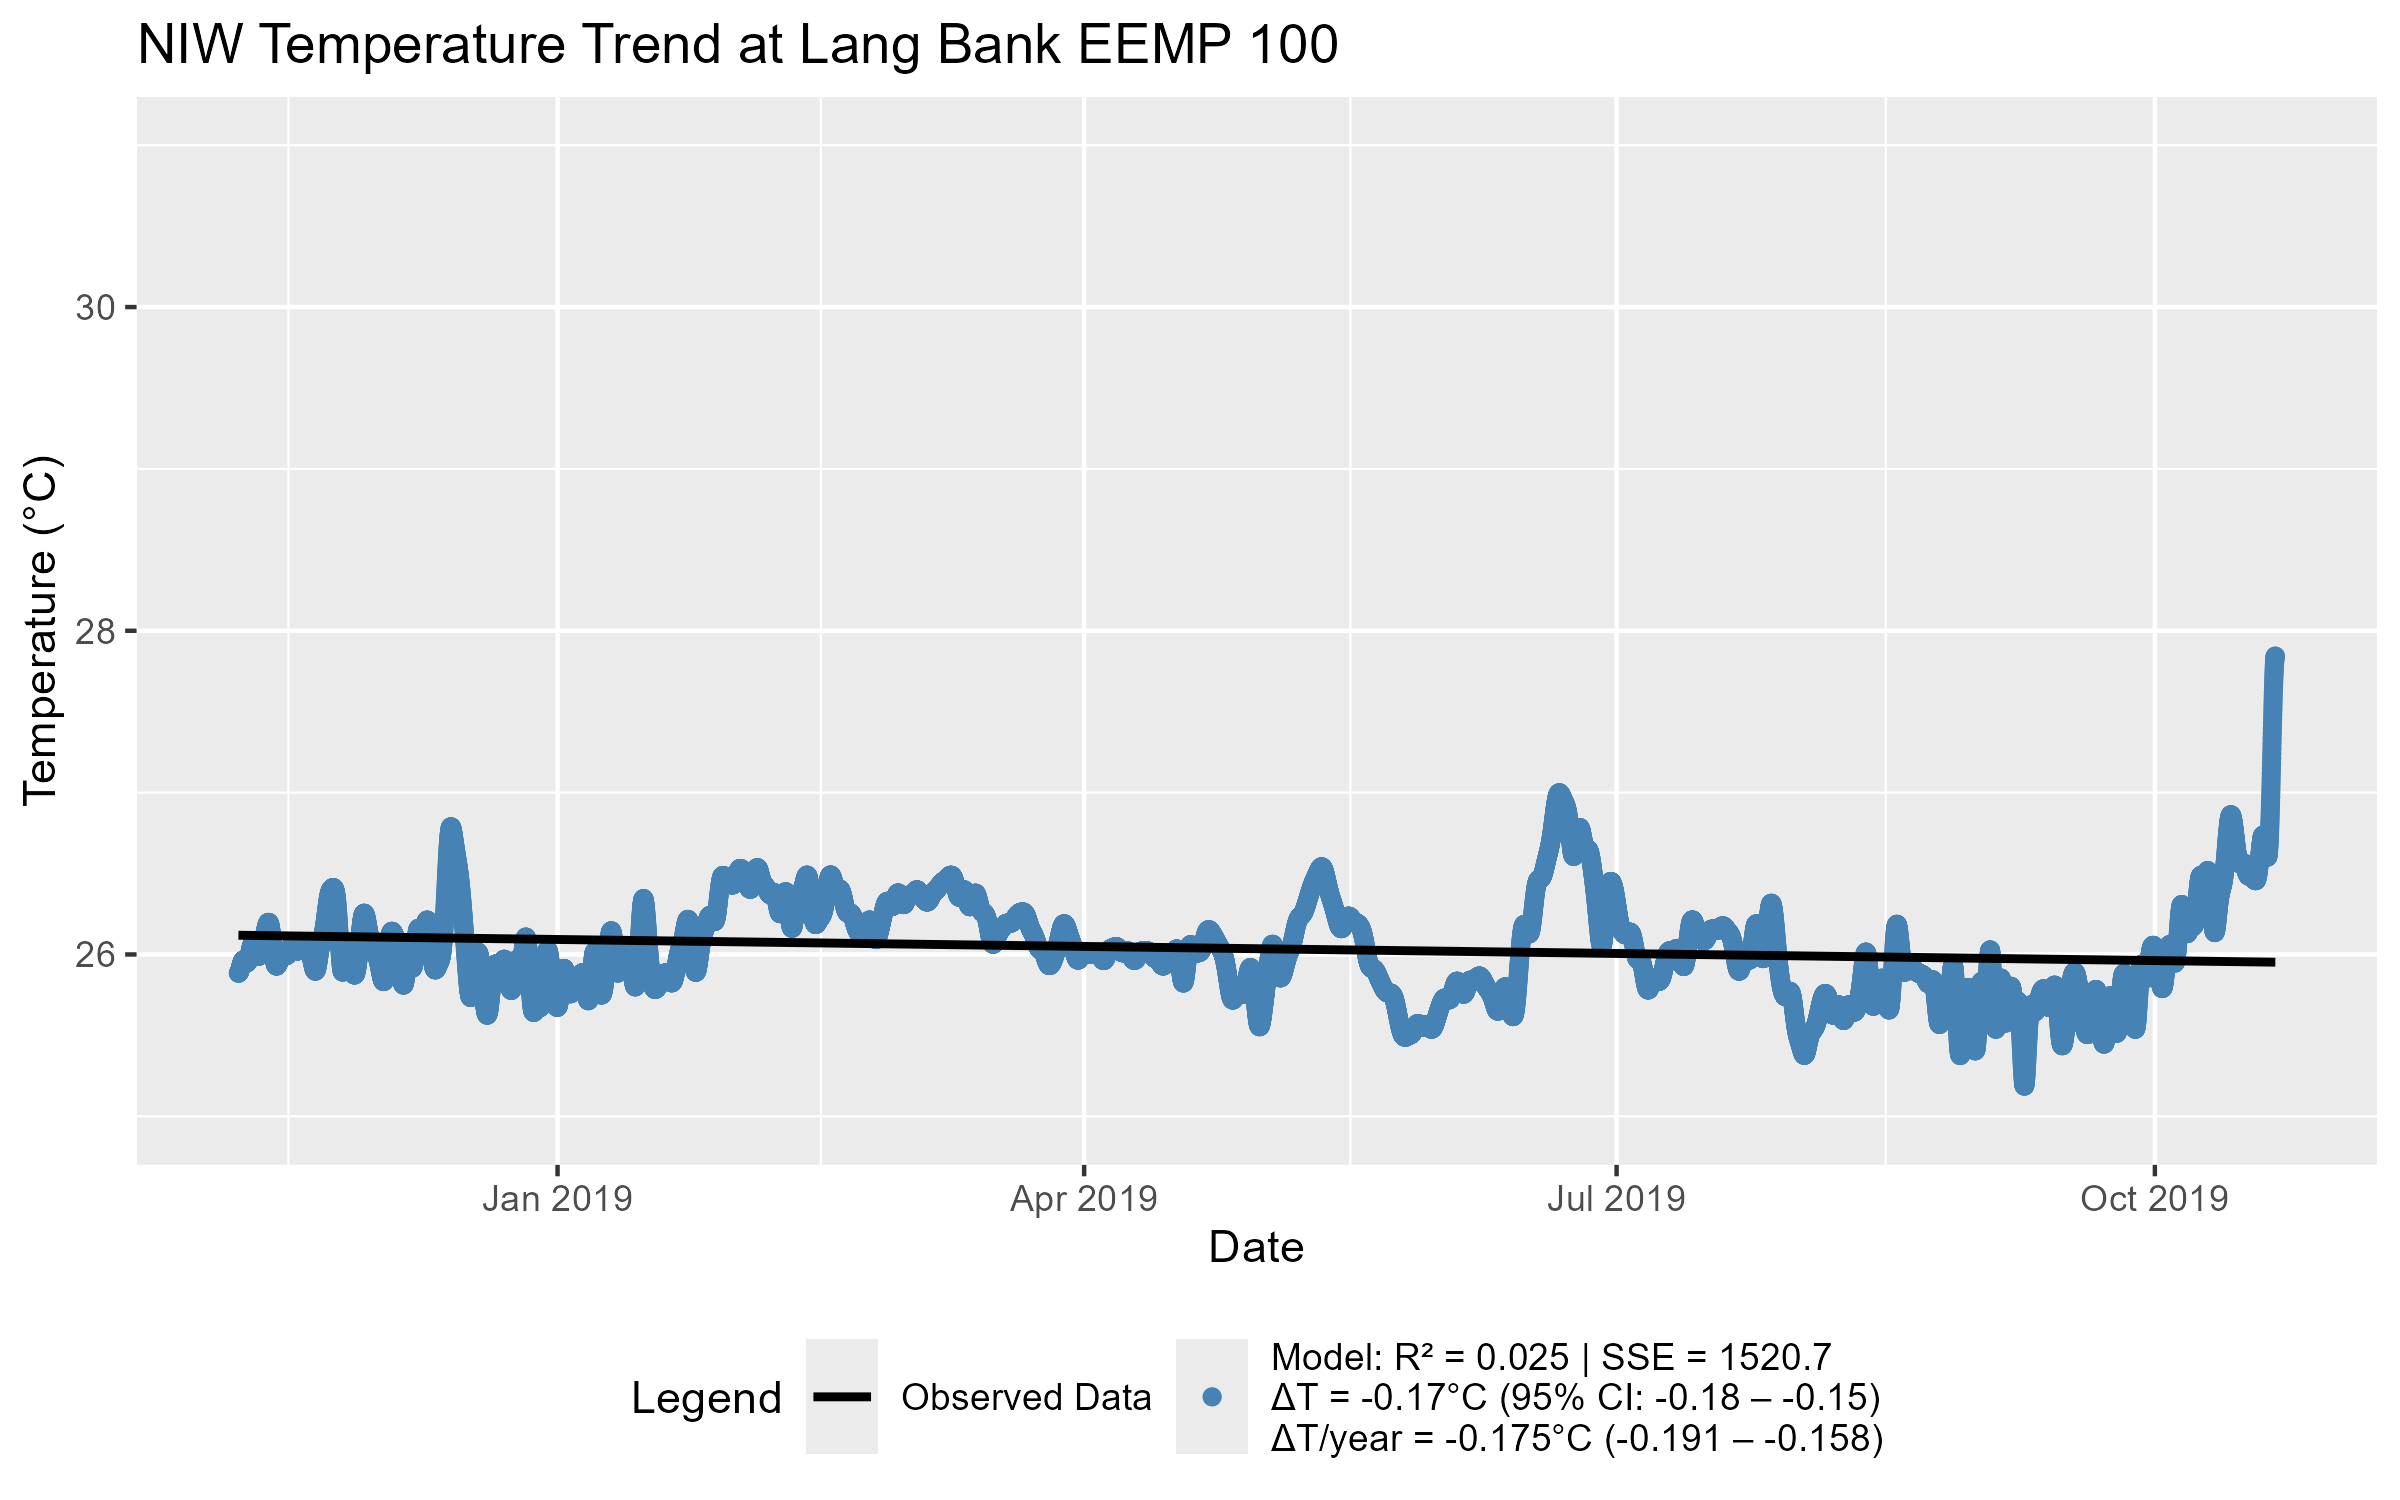 NIW Temperature Trend at Lang Bank EEMP 100
Temperature (°C)
30
28
26
Jan 2019
Apr 2019
Jul 2019
Oct 2019
Date
Legend
Observed Data
Model: R² = 0.025 | SSE = 1520.7
ΔT = -0.17°C (95% CI: -0.18 – -0.15)
ΔT/year = -0.175°C (-0.191 – -0.158)